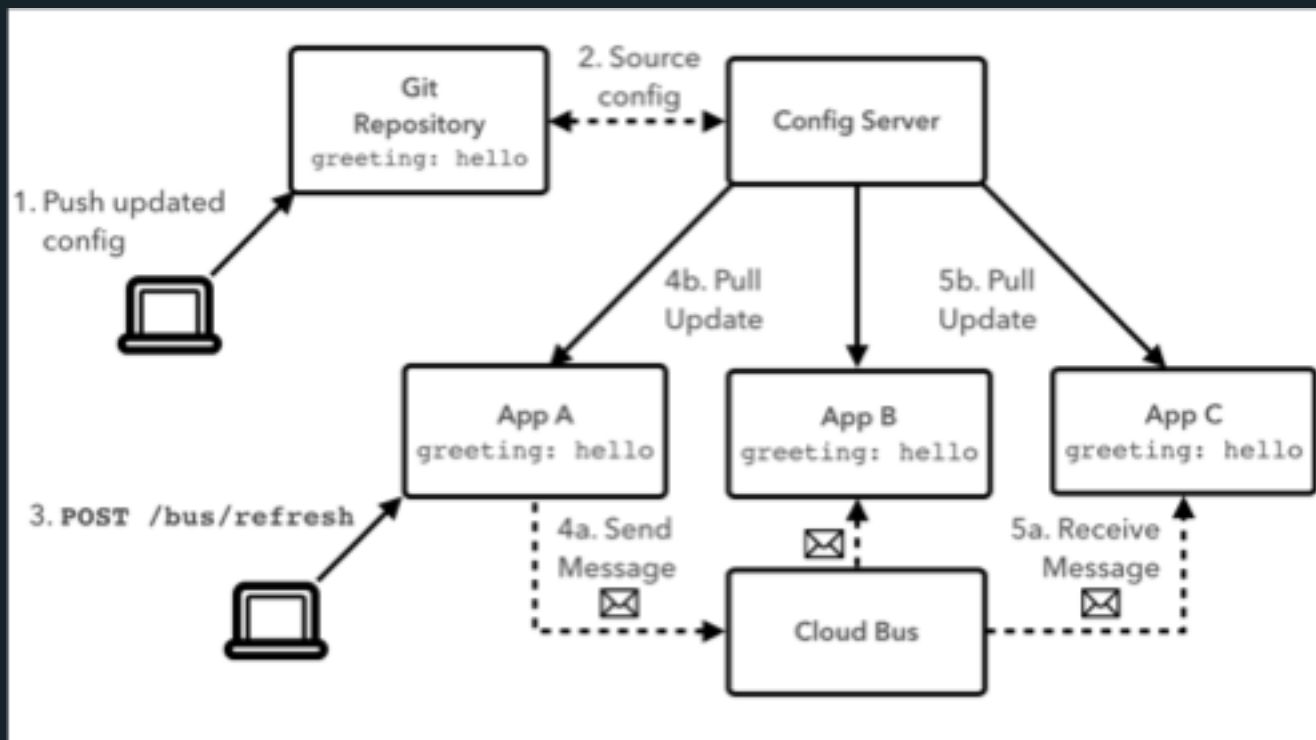 Git
Repository
greeting: hello
2. Source
config
Config Server
1. Push updated
config
4b. Pull
Update
5b. Pull
Update
App A
greeting: hello
App B
greeting: hello
App C
greeting: hello
3. POST /bus/refresh
4a. Send
Message
5a. Receive
Message
Cloud Bus